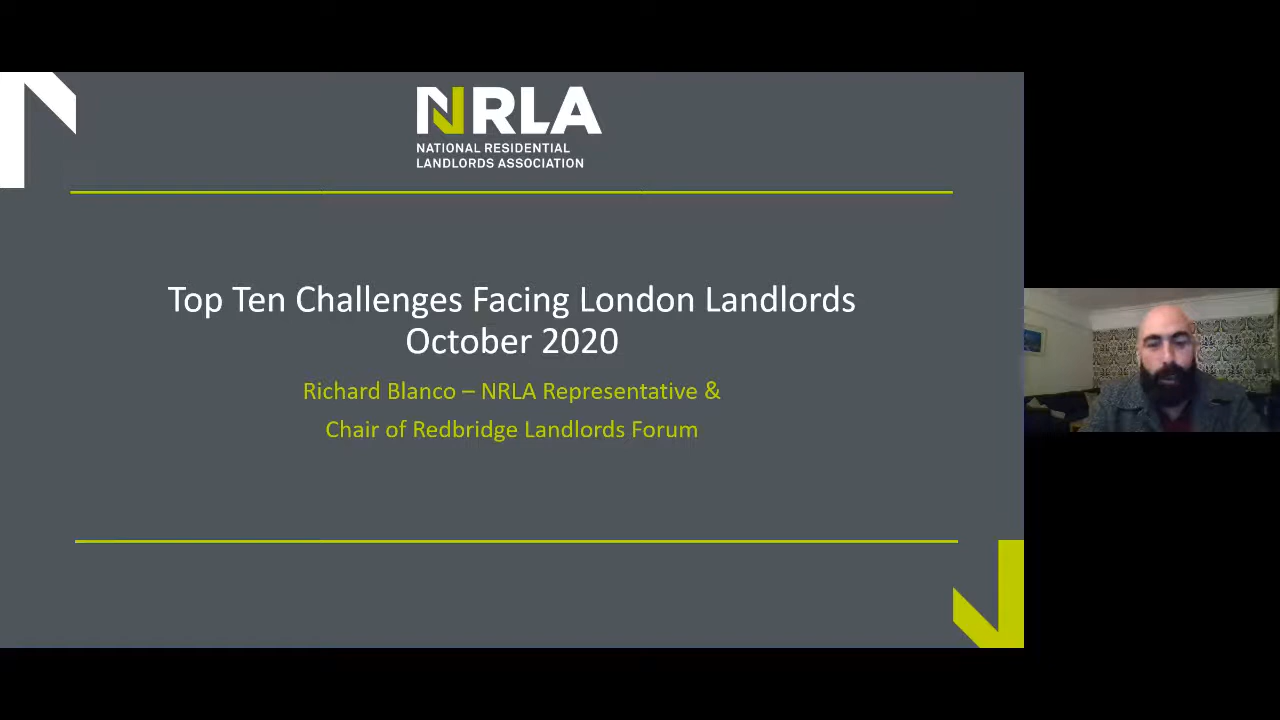 NRLA
NATIONAL RESIDENTIAL
LANDLORDS ASSOCIATION
Top Ten Challenges Facing London Landlords
October 2020
Richard Blanco – NRLA Representative &
Chair of Redbridge Landlords Forum